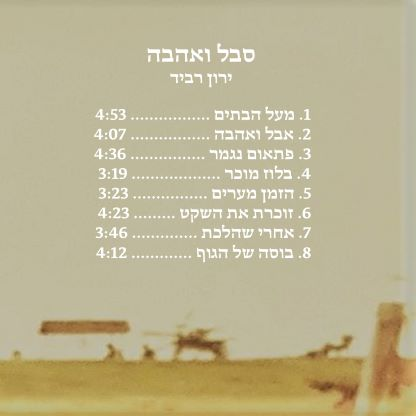 סבל ואהבה
ירון רביד
1. מעל הבתים ................. 4:53
2. אבל ואהבה ................. 4:07
3. פתאום נגמר ................ 4:36
4. בלוז מוכר ................... 3:19
5. הזמן מערים ................ 3:23
6. זוכרת את השקט ......... 4:23
7. אחרי שהלכת .............. 3:46
8. בוסה של הגוף ............. 4:12